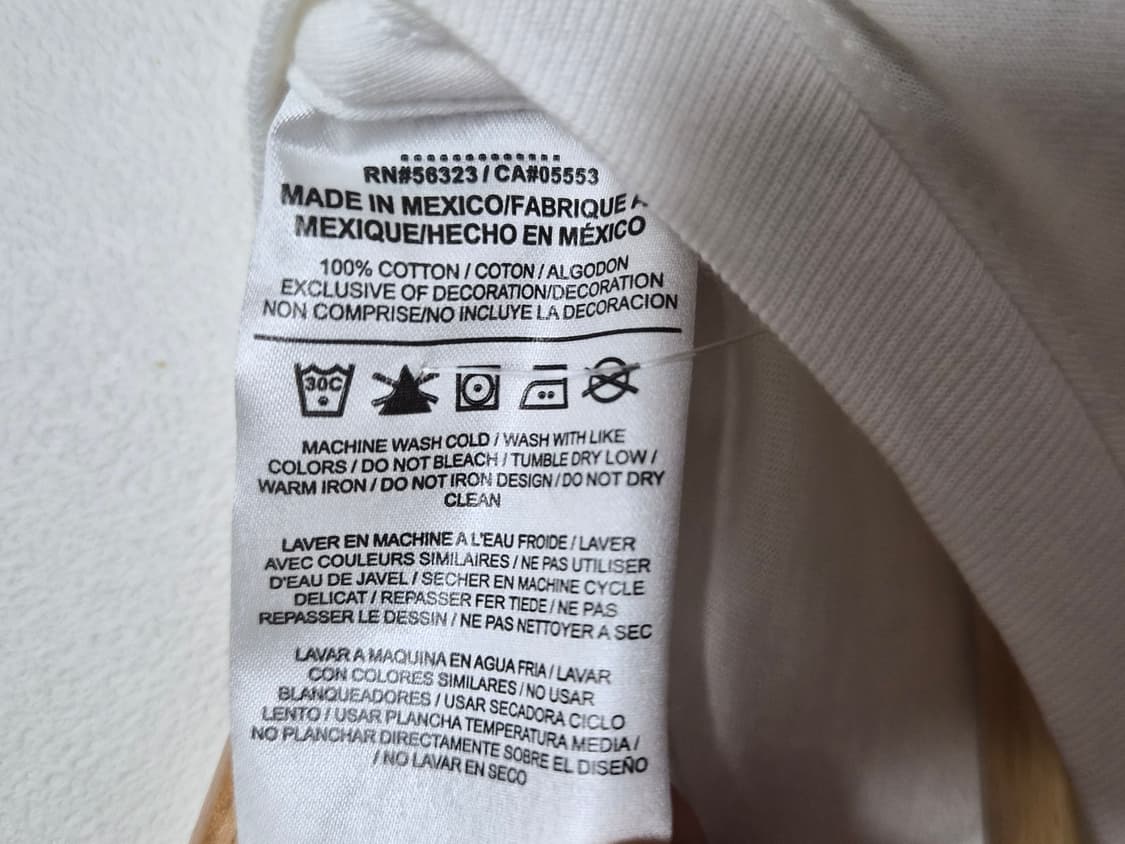 RN#56323 / CA#05553
MADE IN MEXICO/FABRIQUE A
MEXIQUE/HECHO EN MÉXICO
100% COTTON / COTON / ALGODON
EXCLUSIVE OF DECORATION/DECORATION
NON COMPRISE/NO INCLUYE LA DECORACION
30C
MACHINE WASH COLD / WASH WITH LIKE
COLORS / DO NOT BLEACH / TUMBLE DRY LOW /
WARM IRON / DO NOT IRON DESIGN / DO NOT DRY
CLEAN
LAVER EN MACHINE A L'EAU FROIDE / LAVER
AVEC COULEURS SIMILAIRES / NE PAS UTILISER
D'EAU DE JAVEL / SECHER EN MACHINE CYCLE
DELICAT / REPASSER FER TIEDE / NE PAS
REPASSER LE DESSIN / NE PAS NETTOYER A SEC
LAVAR A MAQUINA EN AGUA FRIA / LAVAR
CON COLORES SIMILARES / NO USAR
BLANQUEADORES / USAR SECADORA CICLO
LENTO / USAR PLANCHA TEMPERATURA MEDIA /
NO PLANCHAR DIRECTAMENTE SOBRE EL DISEÑO
/ NO LAVAR EN SECO